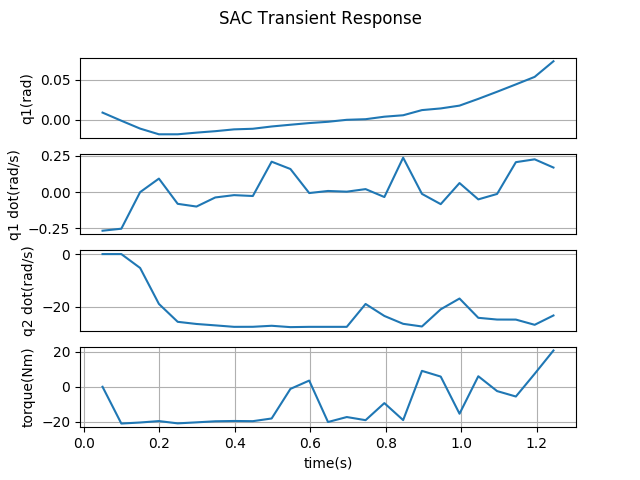 SAC Transient Response
q1(rad)
0.05
0.00
q1 dot(rad/s)
0.25
0.00
−0.25
q2 dot(rad/s)
0
−20
torque(Nm)
20
0
−20
0.0 0.2 0.4 0.6 0.8 1.0 1.2
time(s)